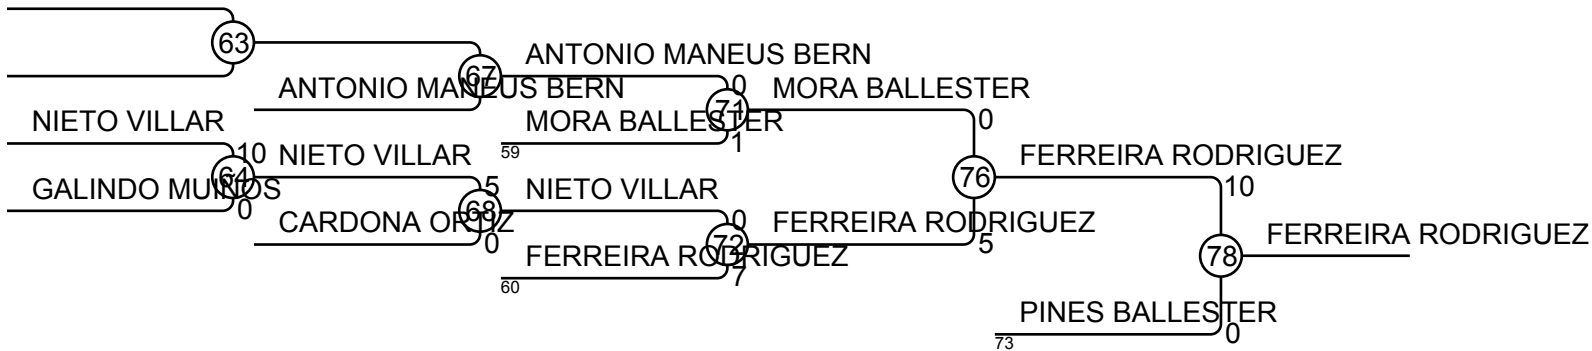 63
ANTONIO MANEUS BERN
67
0
ANTONIO MANEUS BERN
MORA BALLESTER
71
0
NIETO VILLAR
MORA BALLESTER
1
59
10
NIETO VILLAR
FERREIRA RODRIGUEZ
64
76
GALINDO MUINOS
5
NIETO VILLAR
10
0
68
0
CARDONA ORTIZ
FERREIRA RODRIGUEZ
FERREIRA RODRIGUEZ
0
72
5
78
FERREIRA RODRIGUEZ
7
60
PINES BALLESTER
0
73